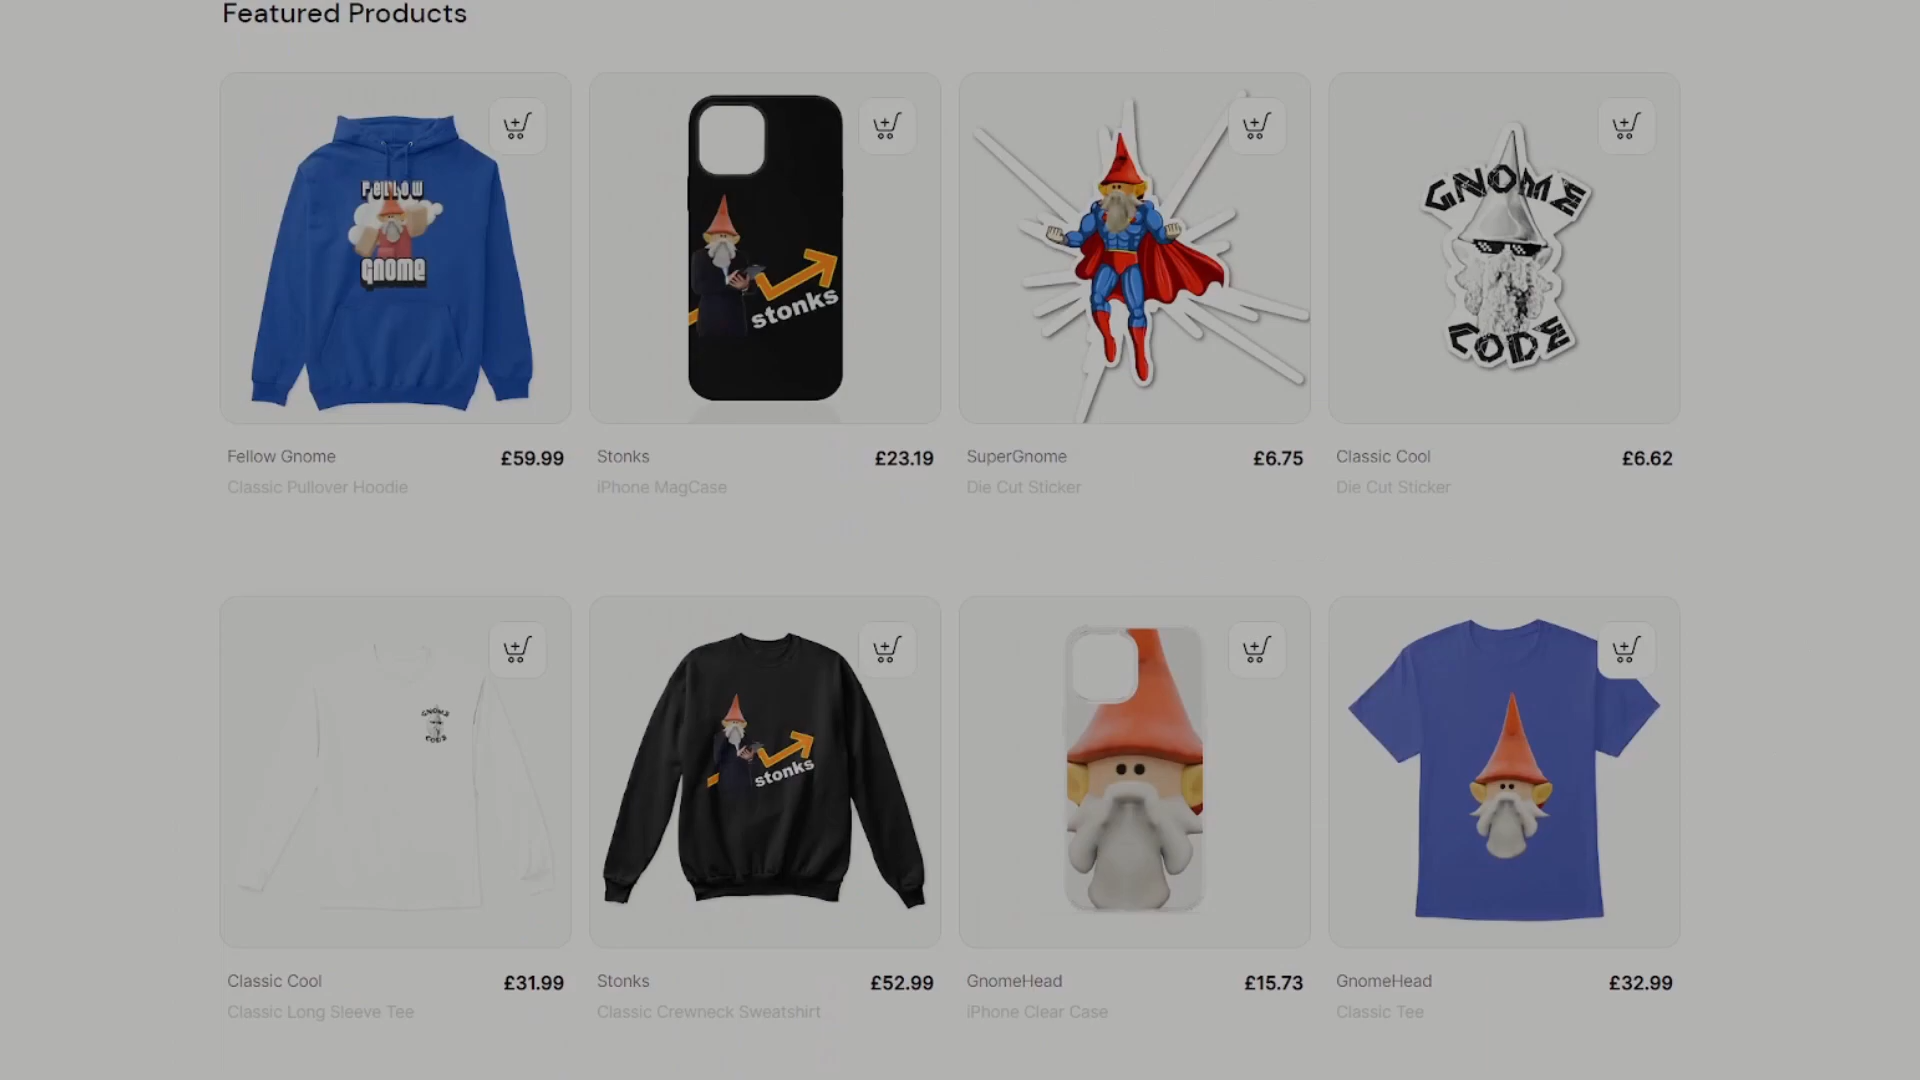 Featured Products
FELLOW
GNOME
stonks
GNOME
CODE
Fellow Gnome £59.99
Classic Pullover Hoodie
Stonks £23.19
iPhone MagCase
SuperGnome £6.75
Die Cut Sticker
Classic Cool £6.62
Die Cut Sticker
GNOME
CODE
stonks
Classic Cool £31.99
Classic Long Sleeve Tee
Stonks £52.99
Classic Crewneck Sweatshirt
GnomeHead £15.73
iPhone Clear Case
GnomeHead £32.99
Classic Tee